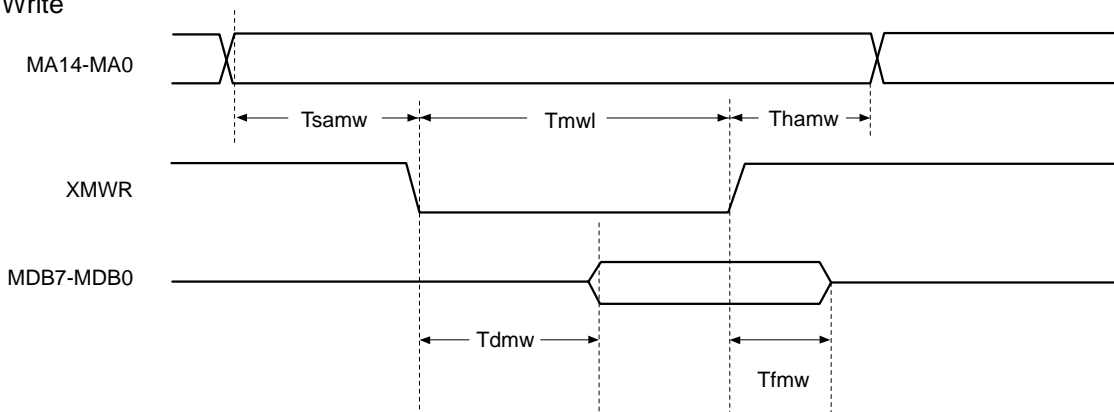 Write
MA14-MA0
Tsamw
Tmwl
Thamw
XMWR
MDB7-MDB0
Tdmw
Tfmw